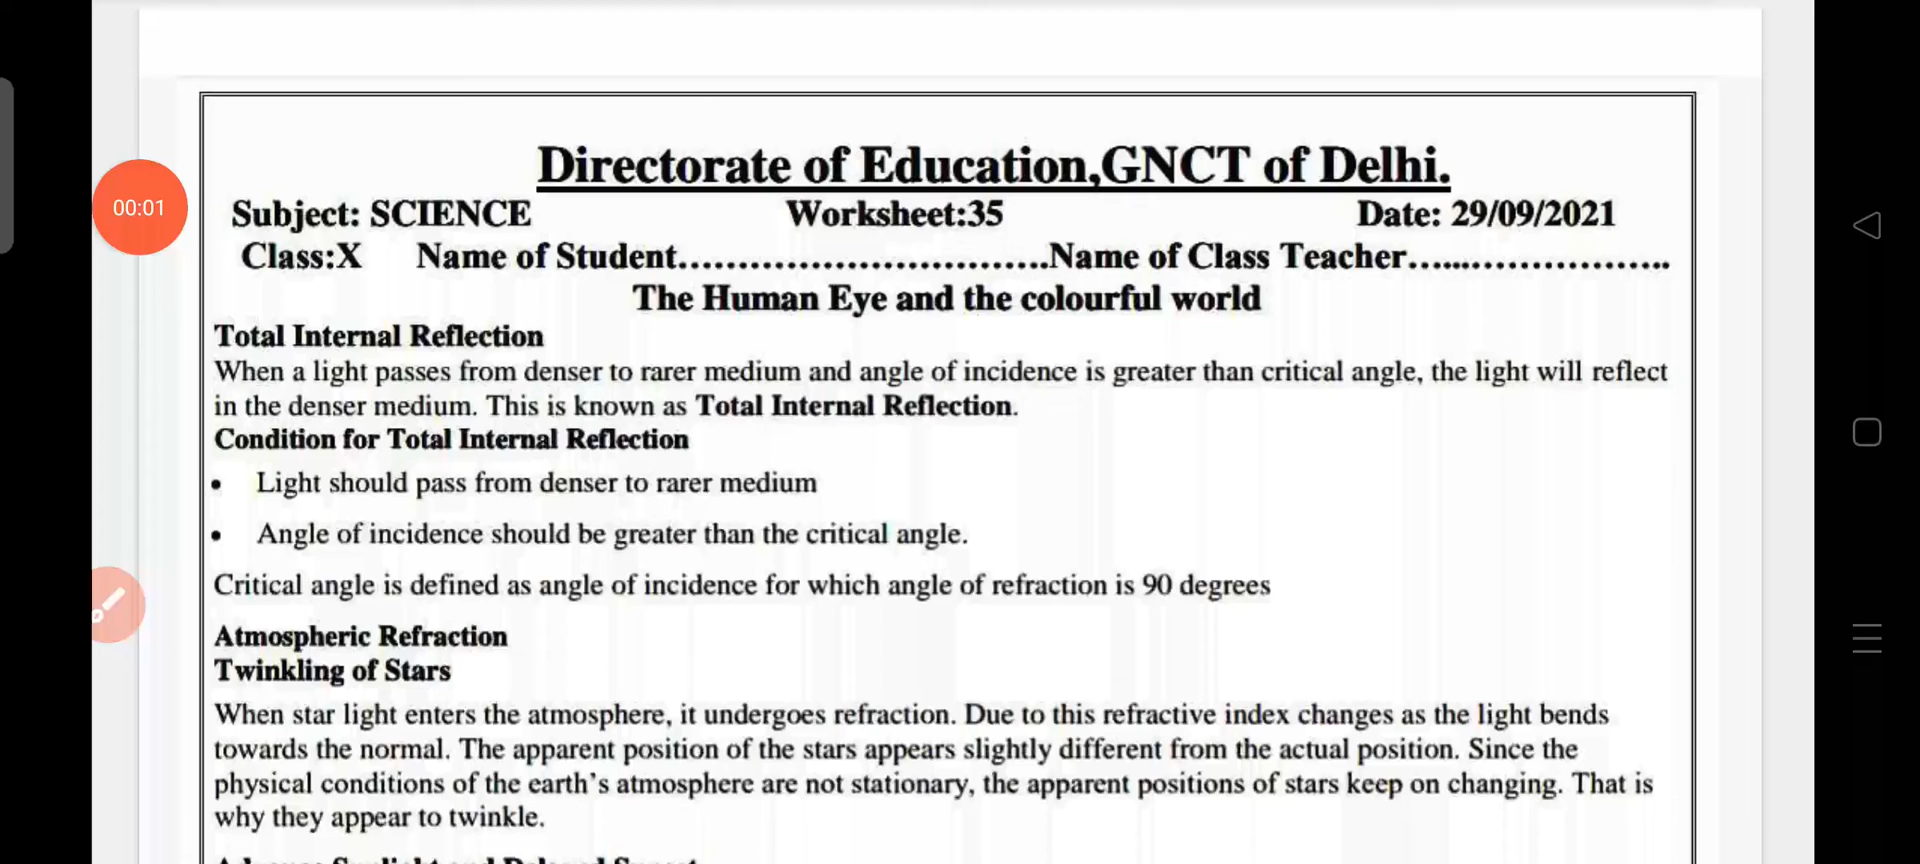 Directorate of Education,GNCT of Delhi.
00:01
Subject: SCIENCE Worksheet:35 Date: 29/09/2021
Class:X Name of Student………………………….Name of Class Teacher…...……………..
The Human Eye and the colourful world
Total Internal Reflection
When a light passes from denser to rarer medium and angle of incidence is greater than critical angle, the light will reflect
in the denser medium. This is known as Total Internal Reflection.
Condition for Total Internal Reflection
• Light should pass from denser to rarer medium
• Angle of incidence should be greater than the critical angle.
Critical angle is defined as angle of incidence for which angle of refraction is 90 degrees
Atmospheric Refraction
Twinkling of Stars
When star light enters the atmosphere, it undergoes refraction. Due to this refractive index changes as the light bends
towards the normal. The apparent position of the stars appears slightly different from the actual position. Since the
physical conditions of the earth’s atmosphere are not stationary, the apparent positions of stars keep on changing. That is
why they appear to twinkle.